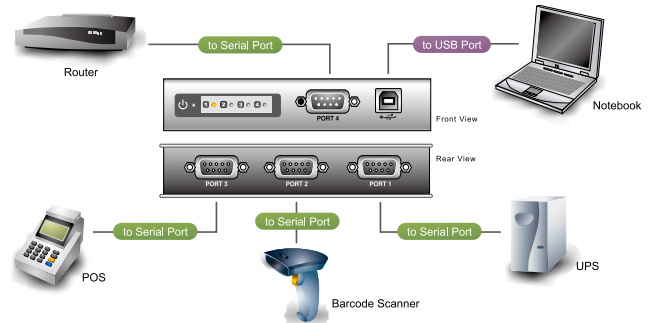 to Serial Port
to USB Port
Router
Notebook
1 2 3 4
PORT 4
Front View
Rear View
PORT 3
PORT 2
PORT 1
to Serial Port
to Serial Port
to Serial Port
POS
Barcode Scanner
UPS